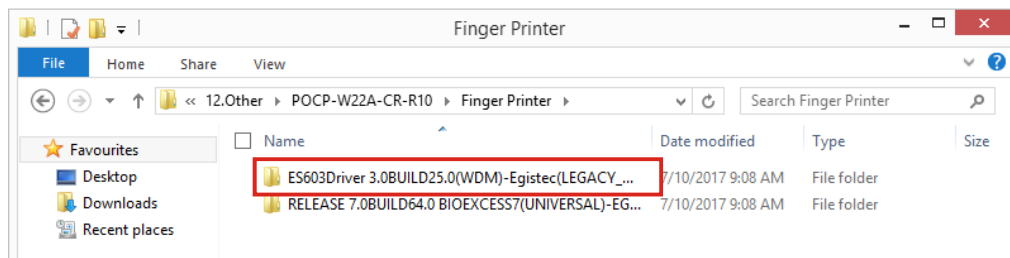 Finger Printer
File Home Share View
« 12.Other POCP-W22A-CR-R10 Finger Printer Search Finger Printer
Favourites
Desktop
Downloads
Recent places
Name Date modified Type Size
ES603Driver 3.0BUILD25.0(WDM)-Egistec(LEGACY_... 7/10/2017 9:08 AM File folder
RELEASE 7.0BUILD64.0 BIOEXCESS7(UNIVERSAL)-EG... 7/10/2017 9:08 AM File folder